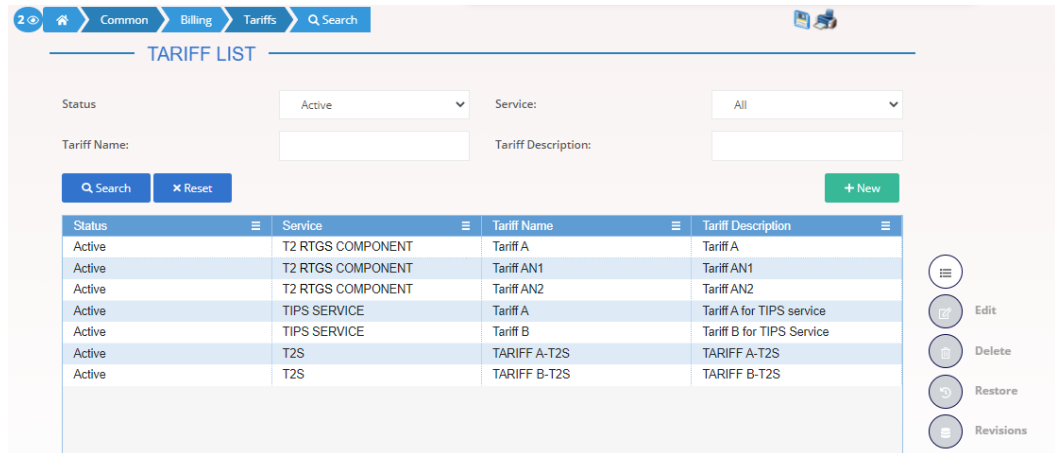 2 Common Billing Tariffs Search
TARIFF LIST
Status Active Service: All
Tariff Name: Tariff Description:
Search Reset New
Status Service Tariff Name Tariff Description
Active T2 RTGS COMPONENT Tariff A Tariff A
Active T2 RTGS COMPONENT Tariff AN1 Tariff AN1
Active T2 RTGS COMPONENT Tariff AN2 Tariff AN2
Active TIPS SERVICE Tariff A Tariff A for TIPS service
Active TIPS SERVICE Tariff B Tariff B for TIPS Service
Active T2S TARIFF A-T2S TARIFF A-T2S
Active T2S TARIFF B-T2S TARIFF B-T2S
Edit
Delete
Restore
Revisions